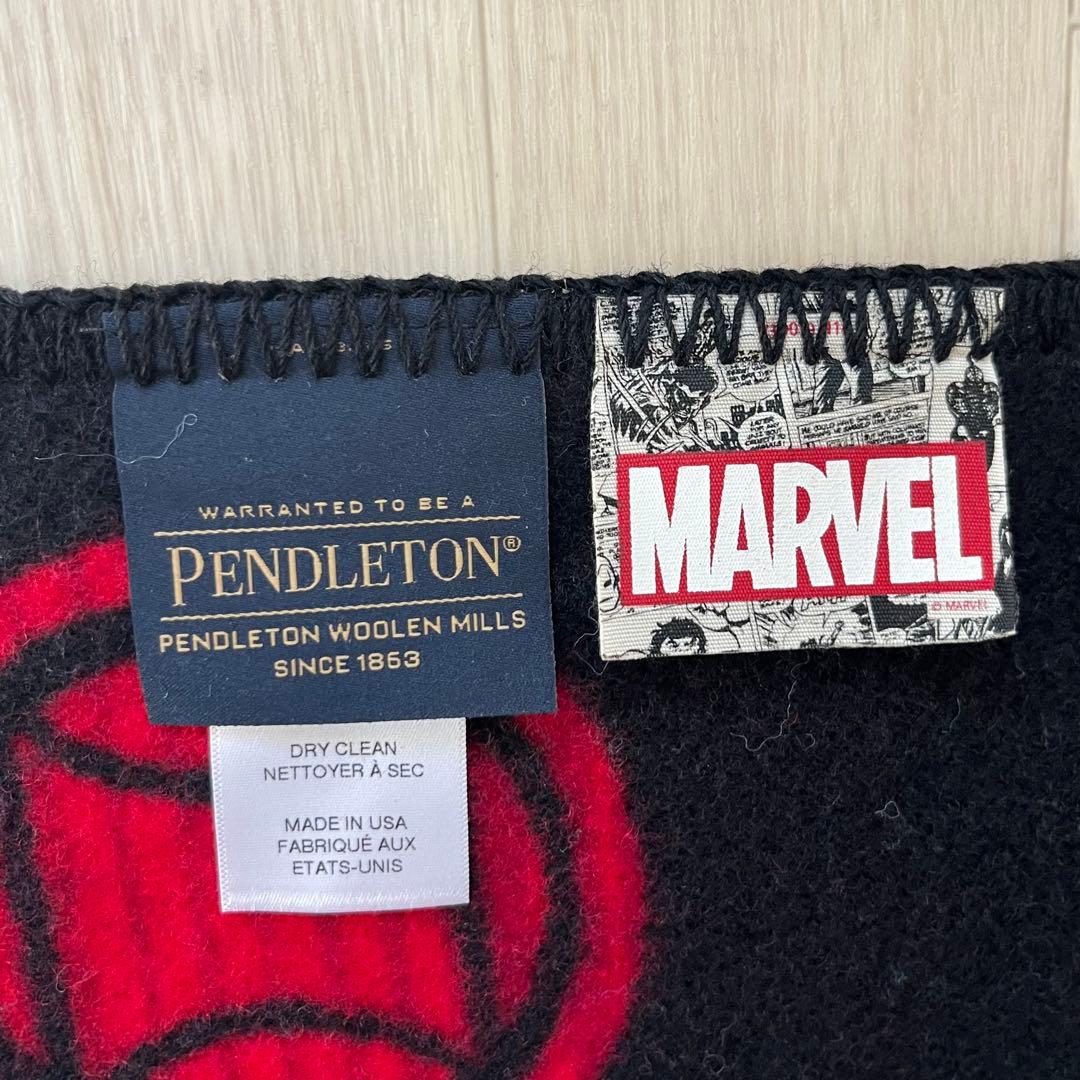 WARRANTED TO BE A
PENDLETON®
PENDLETON WOOLEN MILLS
SINCE 1863
DRY CLEAN
NETTOYER À SEC
MADE IN USA
FABRIQUÉ AUX
ETATS-UNIS
MARVEL
© MARVEL